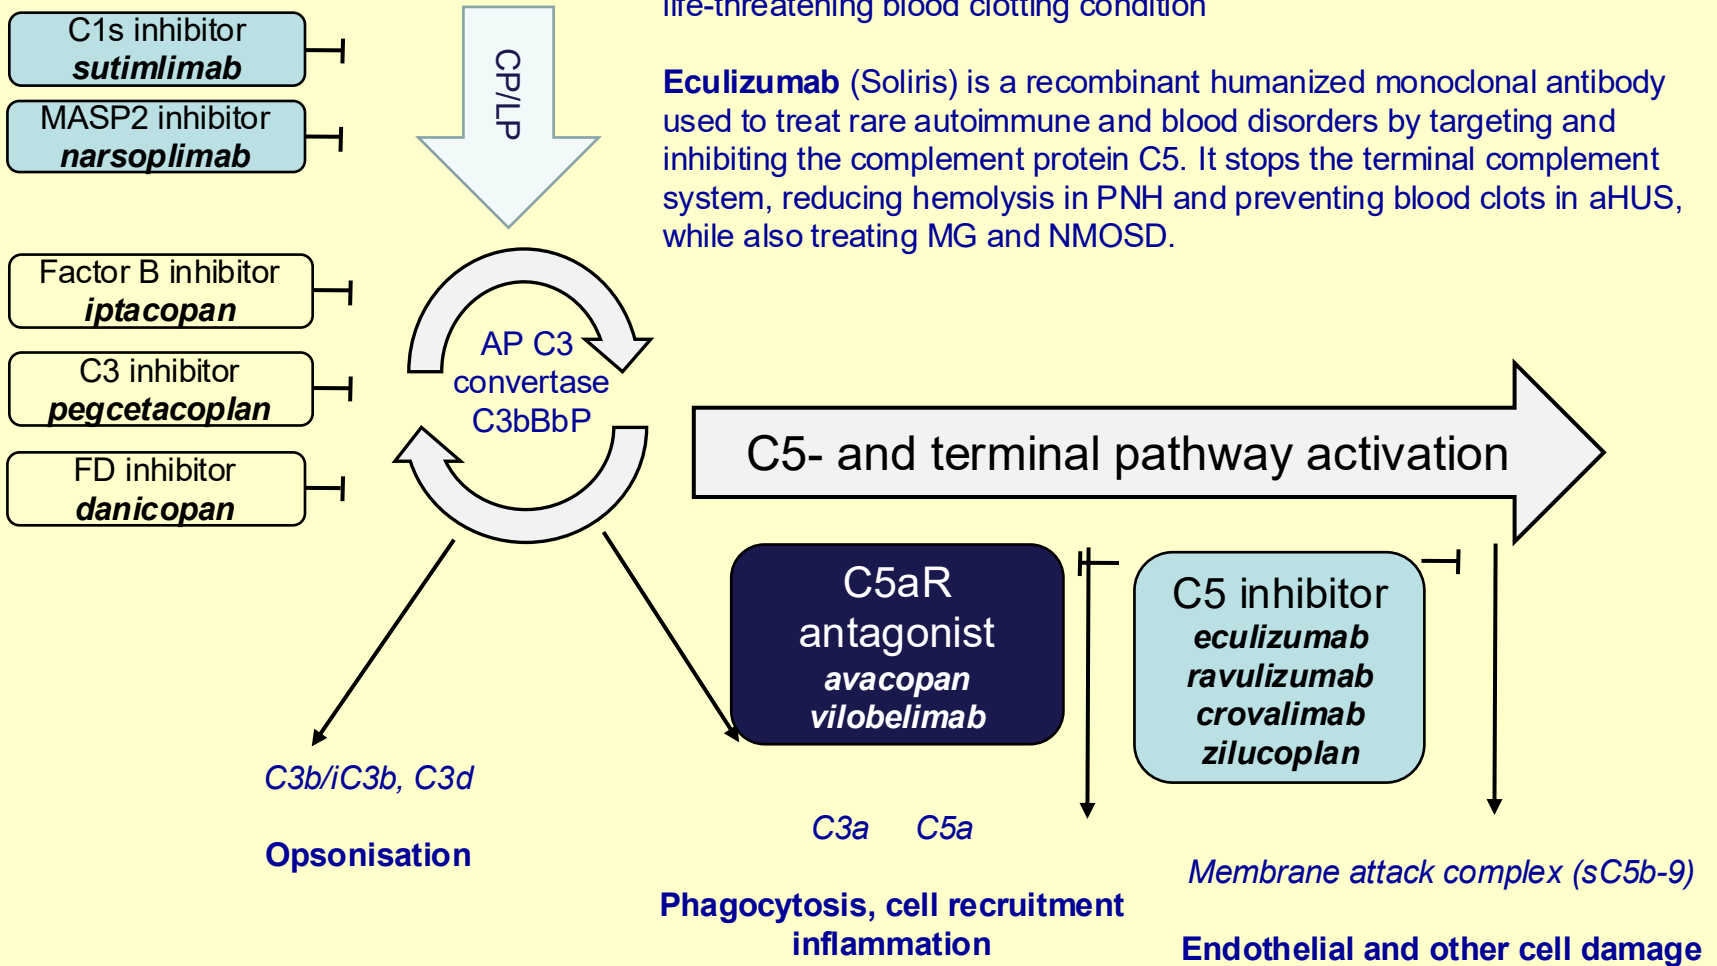 life-threatening blood clotting condition
Eculizumab (Soliris) is a recombinant humanized monoclonal antibody
used to treat rare autoimmune and blood disorders by targeting and
inhibiting the complement protein C5. It stops the terminal complement
system, reducing hemolysis in PNH and preventing blood clots in aHUS,
while also treating MG and NMOSD.
C1s inhibitor
sutimlimab
MASP2 inhibitor
narsoplimab
CP/LP
Factor B inhibitor
iptacopan
C3 inhibitor
pegcetacoplan
FD inhibitor
danicopan
AP C3
convertase
C3bBbP
C5- and terminal pathway activation
C5aR
antagonist
avacopan
vilobelimab
C5 inhibitor
eculizumab
ravulizumab
crovalimab
zilucoplan
C3b/iC3b, C3d
Opsonisation
C3a C5a
Phagocytosis, cell recruitment
inflammation
Membrane attack complex (sC5b-9)
Endothelial and other cell damage